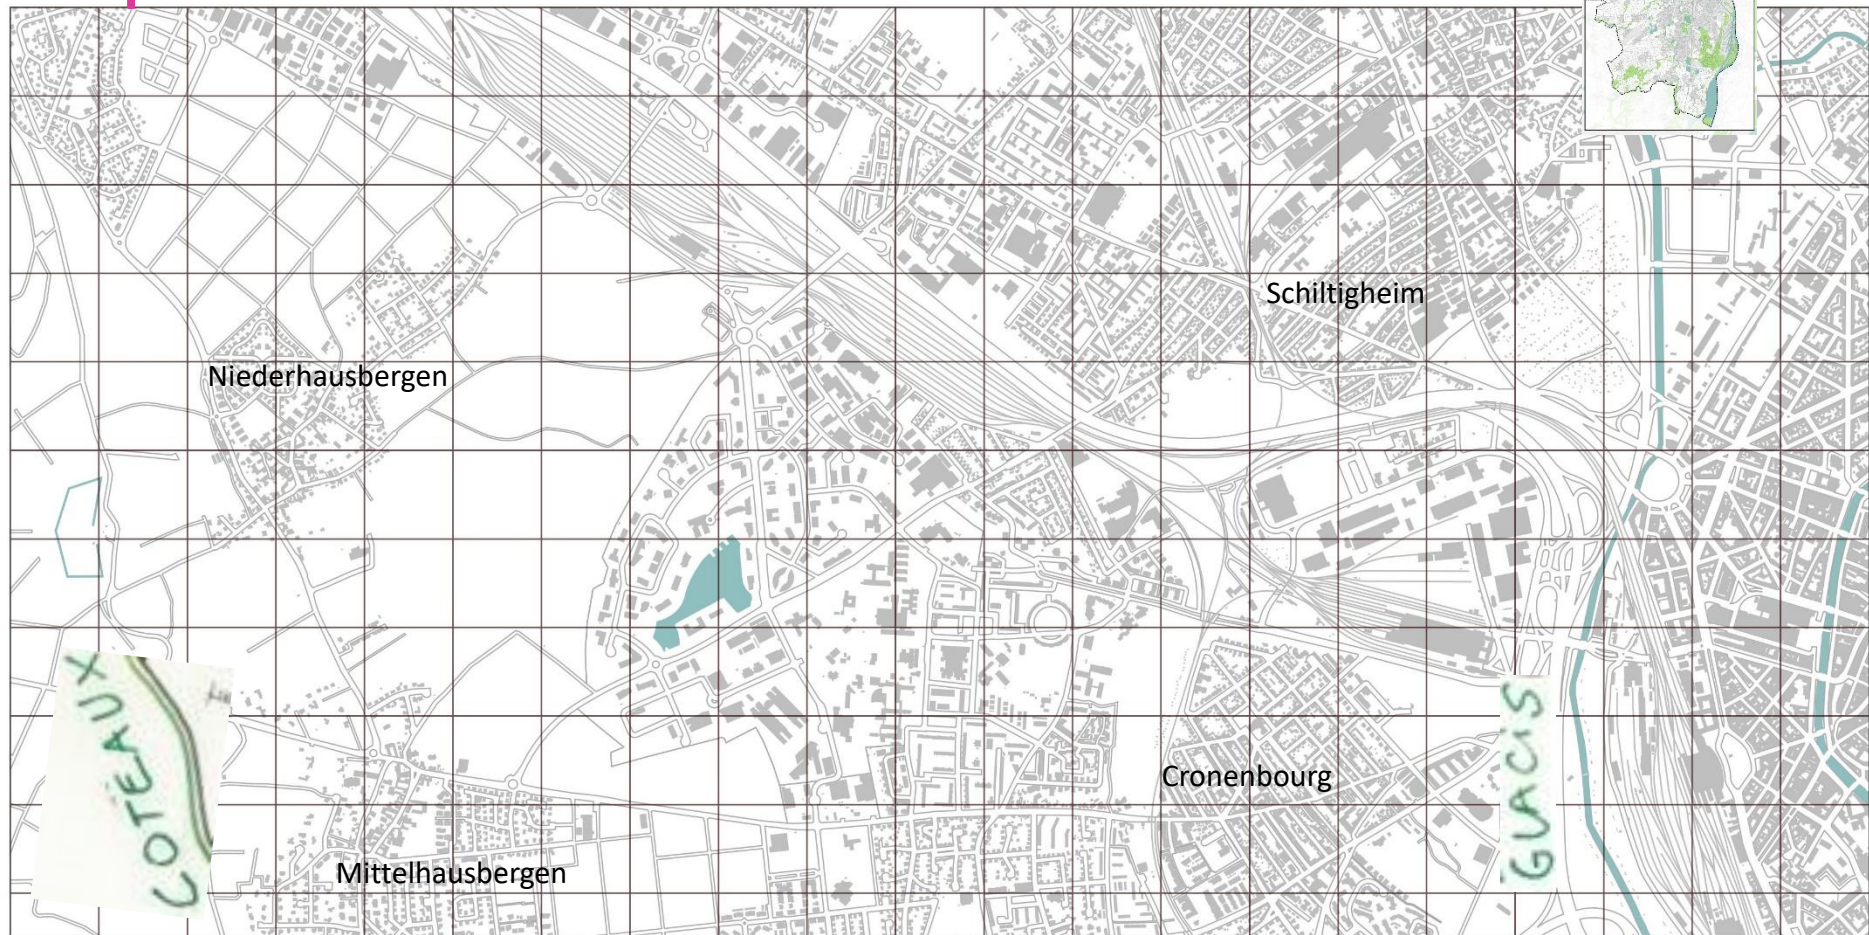 Schiltigheim
Niederhausbergen
COTEAUX
GLACIS
Cronenbourg
Mittelhausbergen